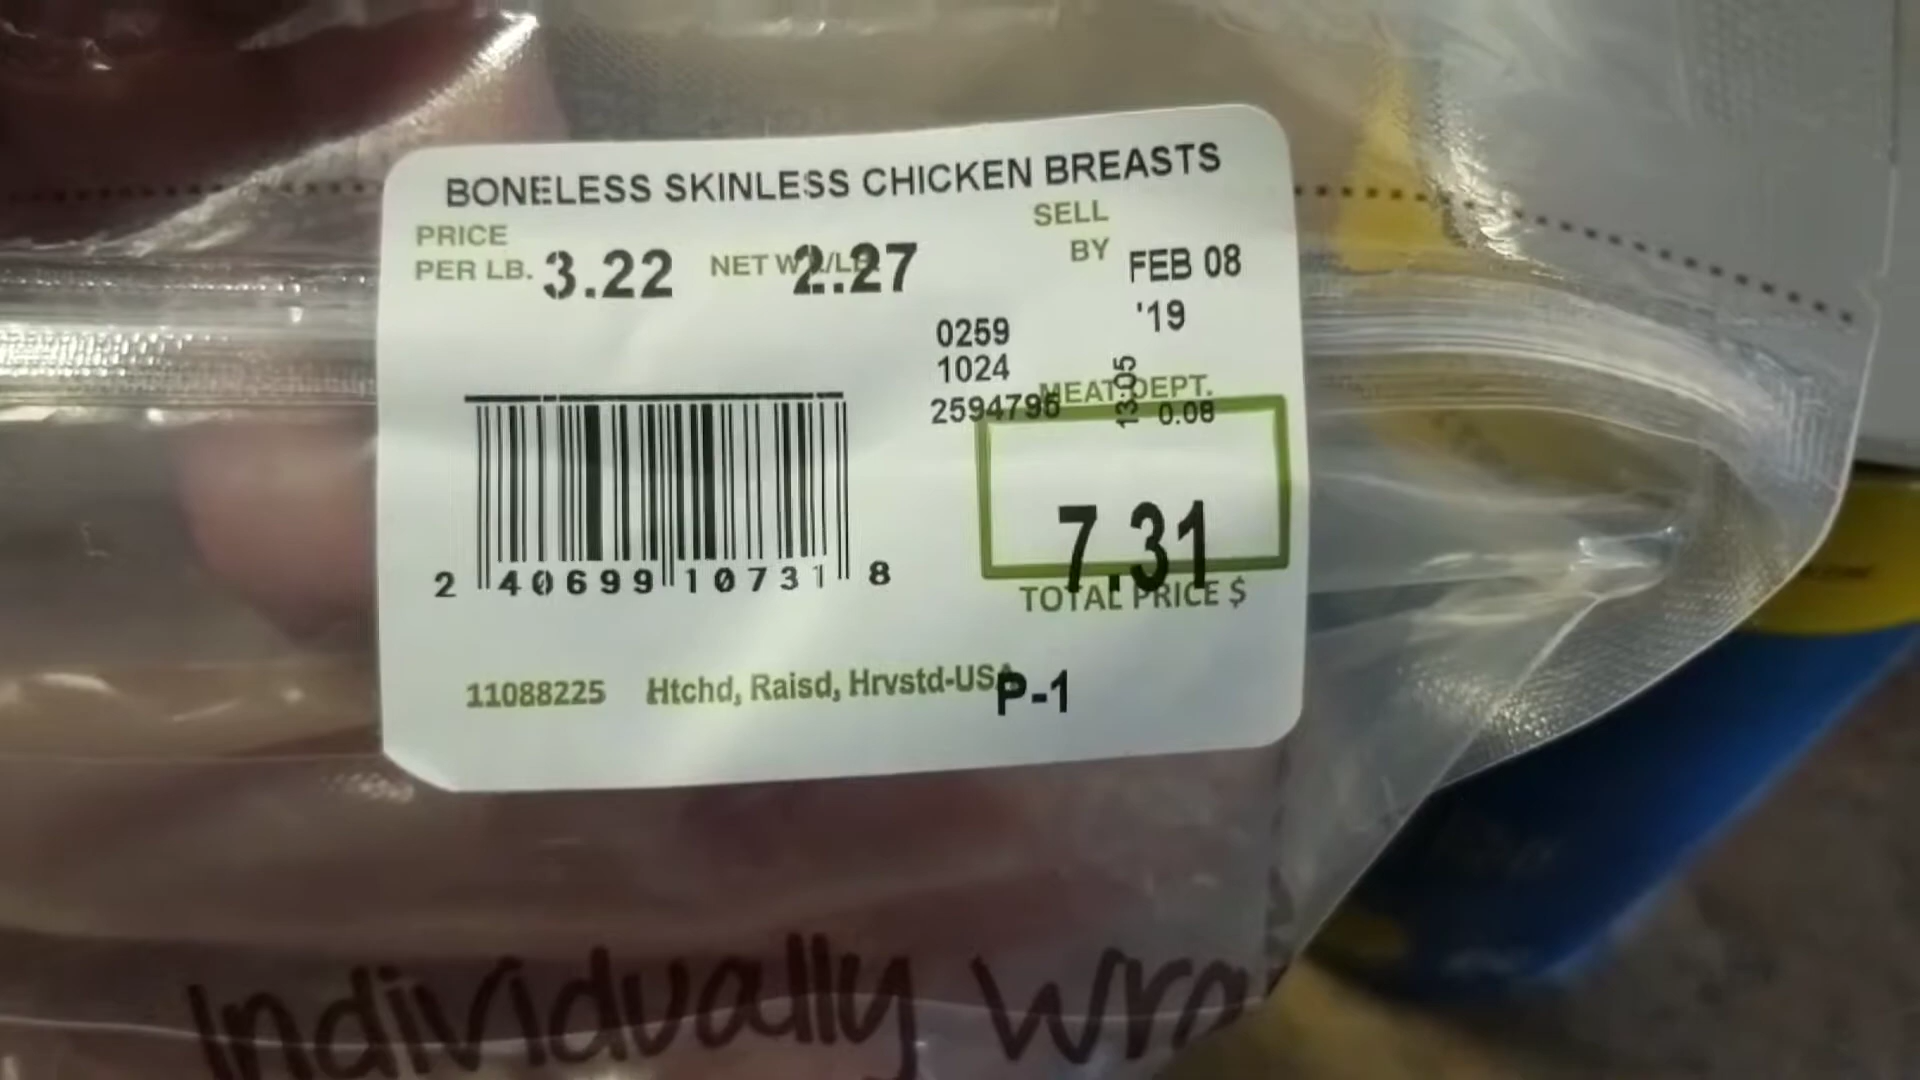 BONELESS SKINLESS CHICKEN BREASTS
PRICE PER LB. 3.22 NET WT/LB 2.27
SELL BY FEB 08 '19
0259
1024
2594795
MEAT DEPT.
13:05 0.08
7.31
TOTAL PRICE $
2 40699 10731 8
11088225 Htchd, Raisd, Hrvstd-USA P-1
Individually wra